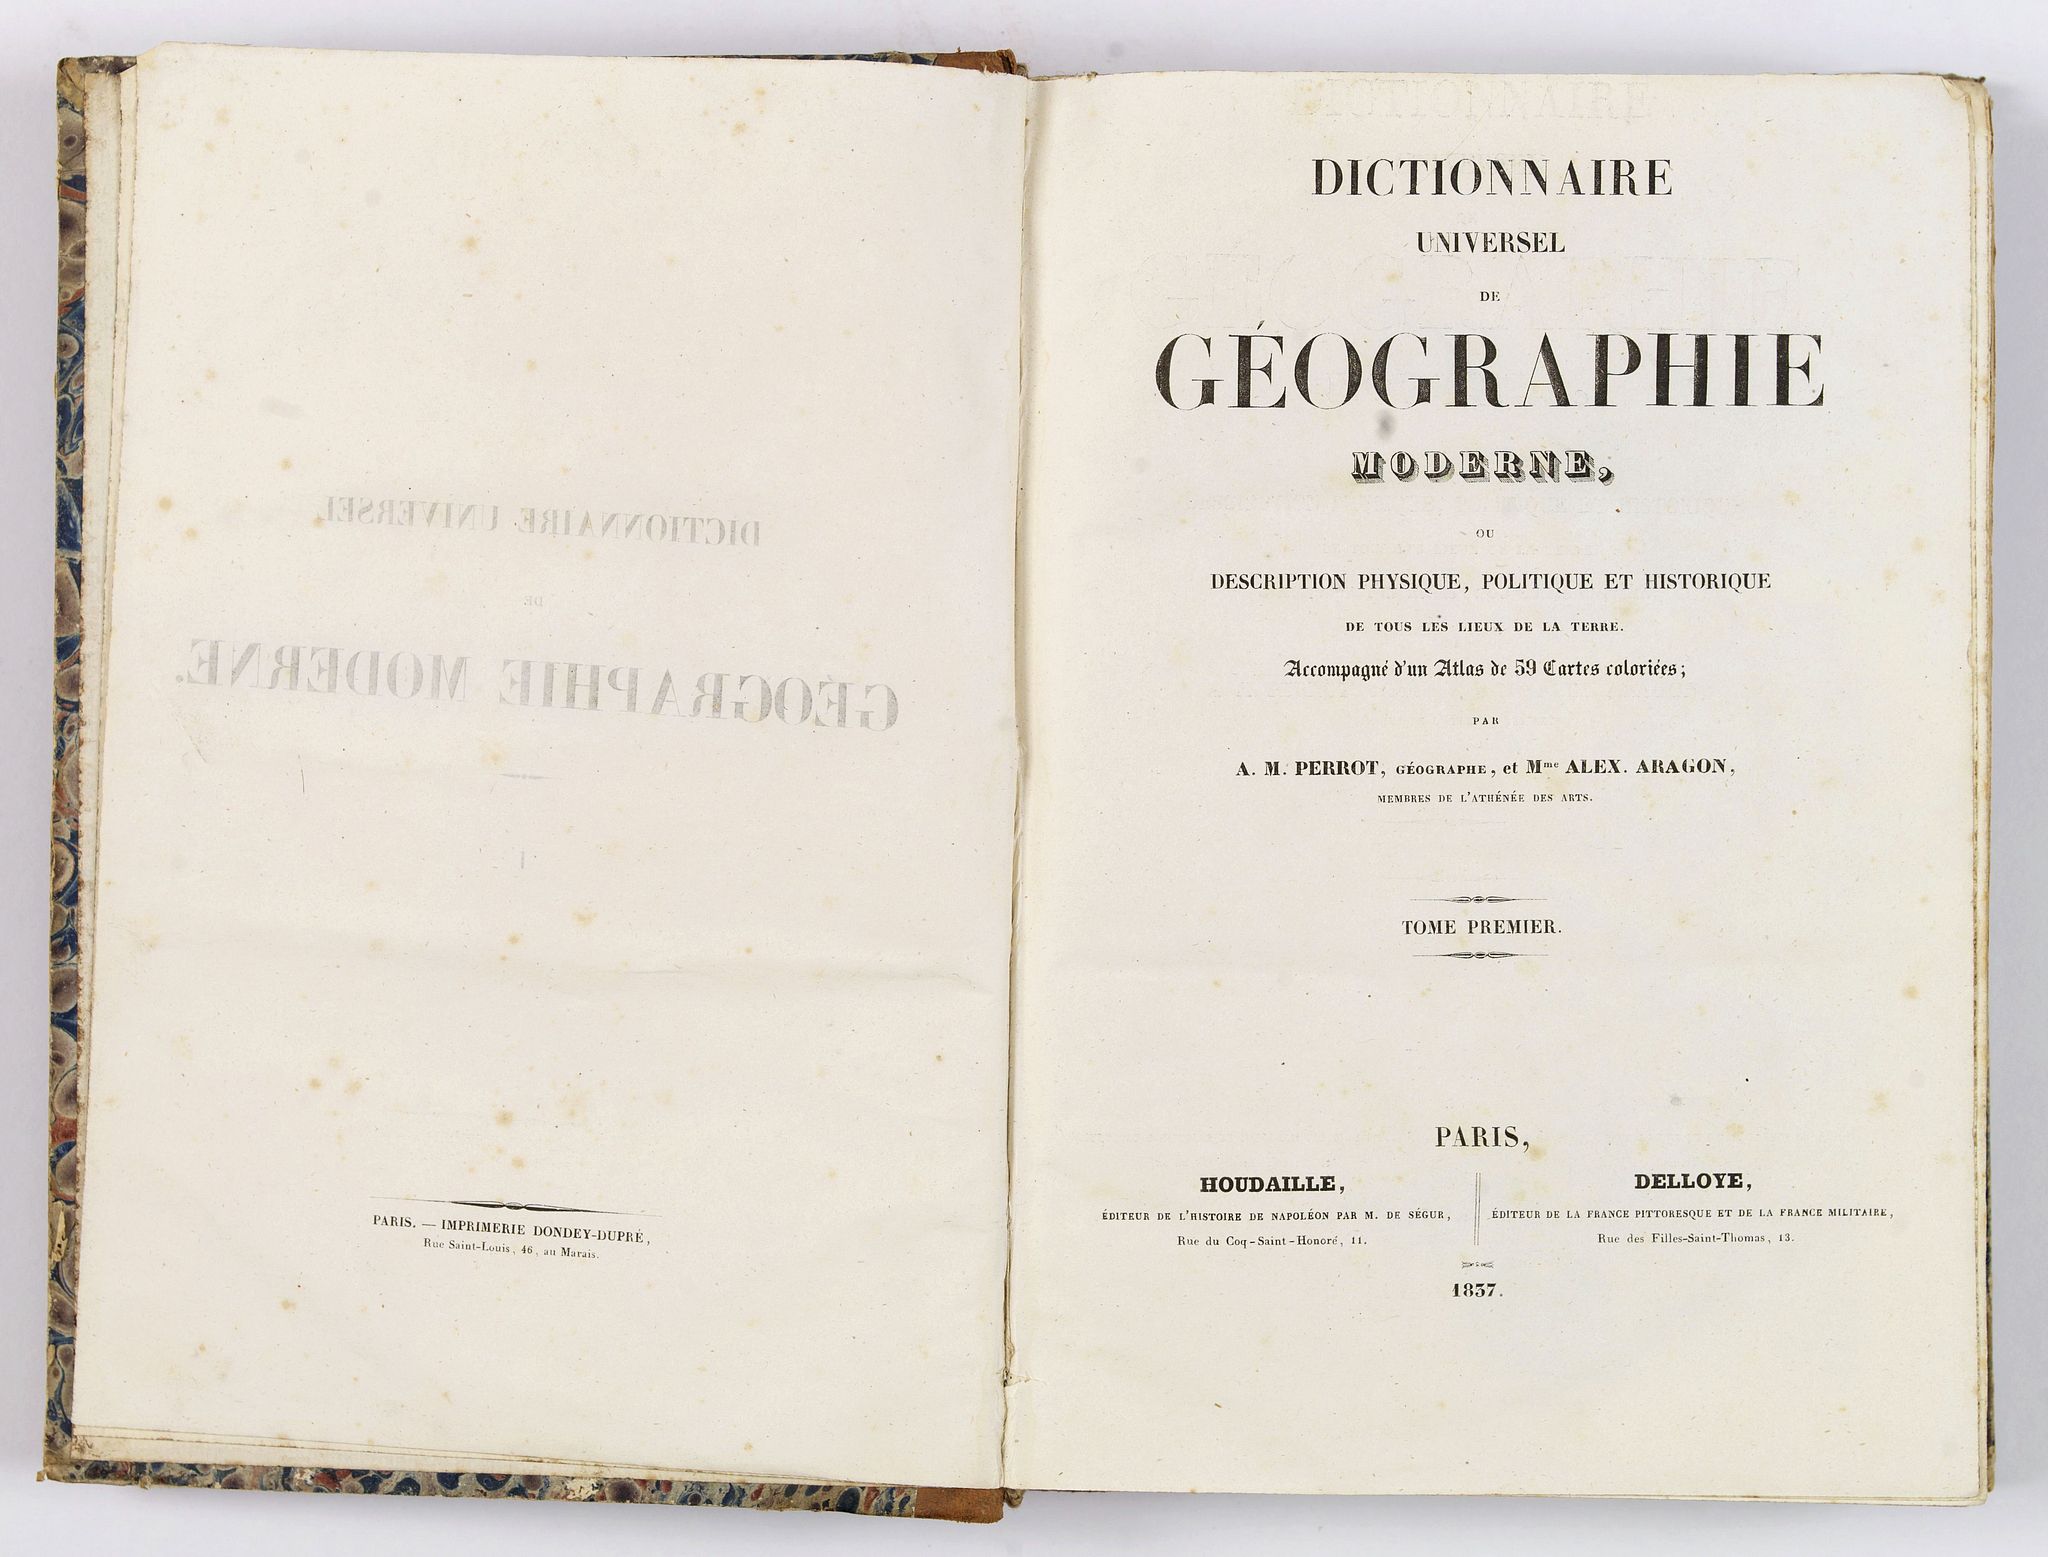 DICTIONNAIRE UNIVERSEL
DE
GÉOGRAPHIE MODERNE.
I
PARIS. — IMPRIMERIE DONDEY-DUPRÉ,
Rue Saint-Louis, 46, au Marais.
DICTIONNAIRE
UNIVERSEL
DE
GÉOGRAPHIE
MODERNE,
OU
DESCRIPTION PHYSIQUE, POLITIQUE ET HISTORIQUE
DE TOUS LES LIEUX DE LA TERRE.
Accompagné d'un Atlas de 59 Cartes coloriées;
PAR
A. M. PERROT, GÉOGRAPHE, et Mme ALEX. ARAGON,
MEMBRES DE L'ATHÉNÉE DES ARTS.
TOME PREMIER.
PARIS,
HOUDAILLE,
ÉDITEUR DE L'HISTOIRE DE NAPOLÉON PAR M. DE SÉGUR,
Rue du Coq-Saint-Honoré, 11.
DELLOYE,
ÉDITEUR DE LA FRANCE PITTORESQUE ET DE LA FRANCE MILITAIRE,
Rue des Filles-Saint-Thomas, 13.
1837.